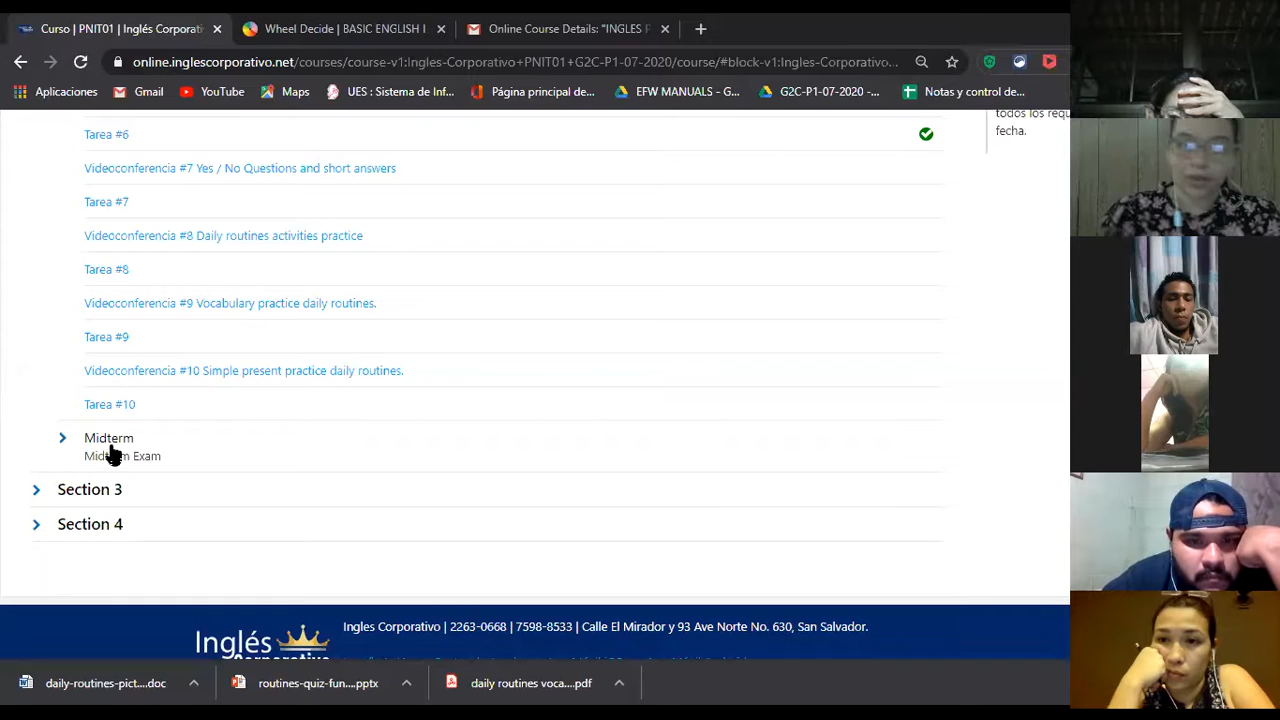 Curso | PNIT01 | Inglés Corporati
Wheel Decide | BASIC ENGLISH I
Online Course Details: "INGLES F
online.inglescorporativo.net/courses/course-v1:Ingles-Corporativo+PNIT01+G2C-P1-07-2020/course/#block-v1:Ingles-Corporativo...
Aplicaciones
Gmail
YouTube
Maps
UES : Sistema de Inf...
Página principal de...
EFW MANUALS - G...
G2C-P1-07-2020 -...
Notas y control de...
todos los requ
fecha.
Tarea #6
Videoconferencia #7 Yes / No Questions and short answers
Tarea #7
Videoconferencia #8 Daily routines activities practice
Tarea #8
Videoconferencia #9 Vocabulary practice daily routines.
Tarea #9
Videoconferencia #10 Simple present practice daily routines.
Tarea #10
Midterm
Exam
Section 3
Section 4
Inglés
Ingles Corporativo | 2263-0668 | 7598-8533 | Calle El Mirador y 93 Ave Norte No. 630, San Salvador.
daily-routines-pict....doc
routines-quiz-fun....pptx
daily routines voca....pdf